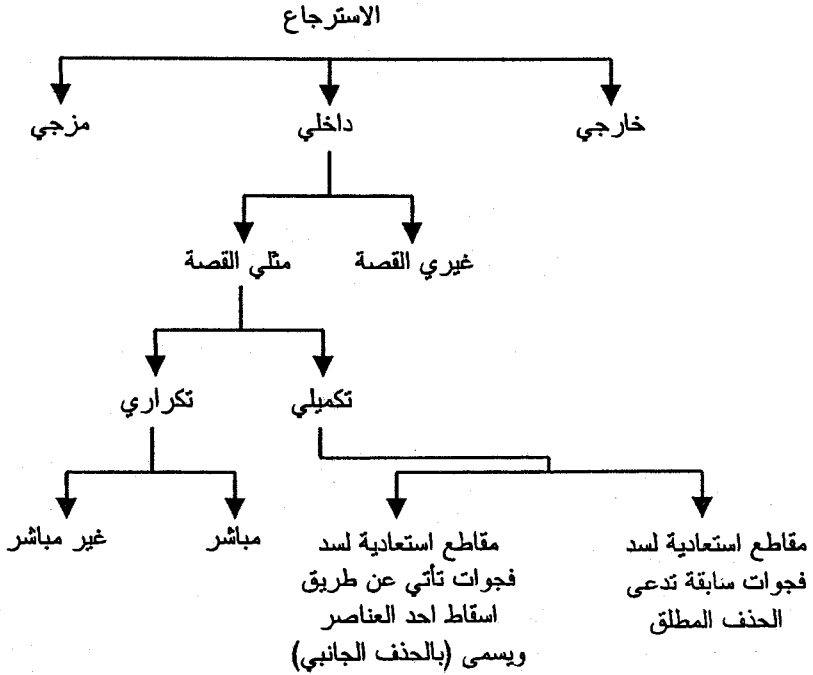 الاسترجاع
خارجي
داخلي
مزجي
غيري القصة
مثلي القصة
تكميلي
تكراري
مقاطع استعادية لسد
فجوات سابقة تدعى
الحذف المطلق
مقاطع استعادية لسد
فجوات تأتي عن طريق
اسقاط احد العناصر
ويسمى (بالحذف الجانبي)
مباشر
غير مباشر